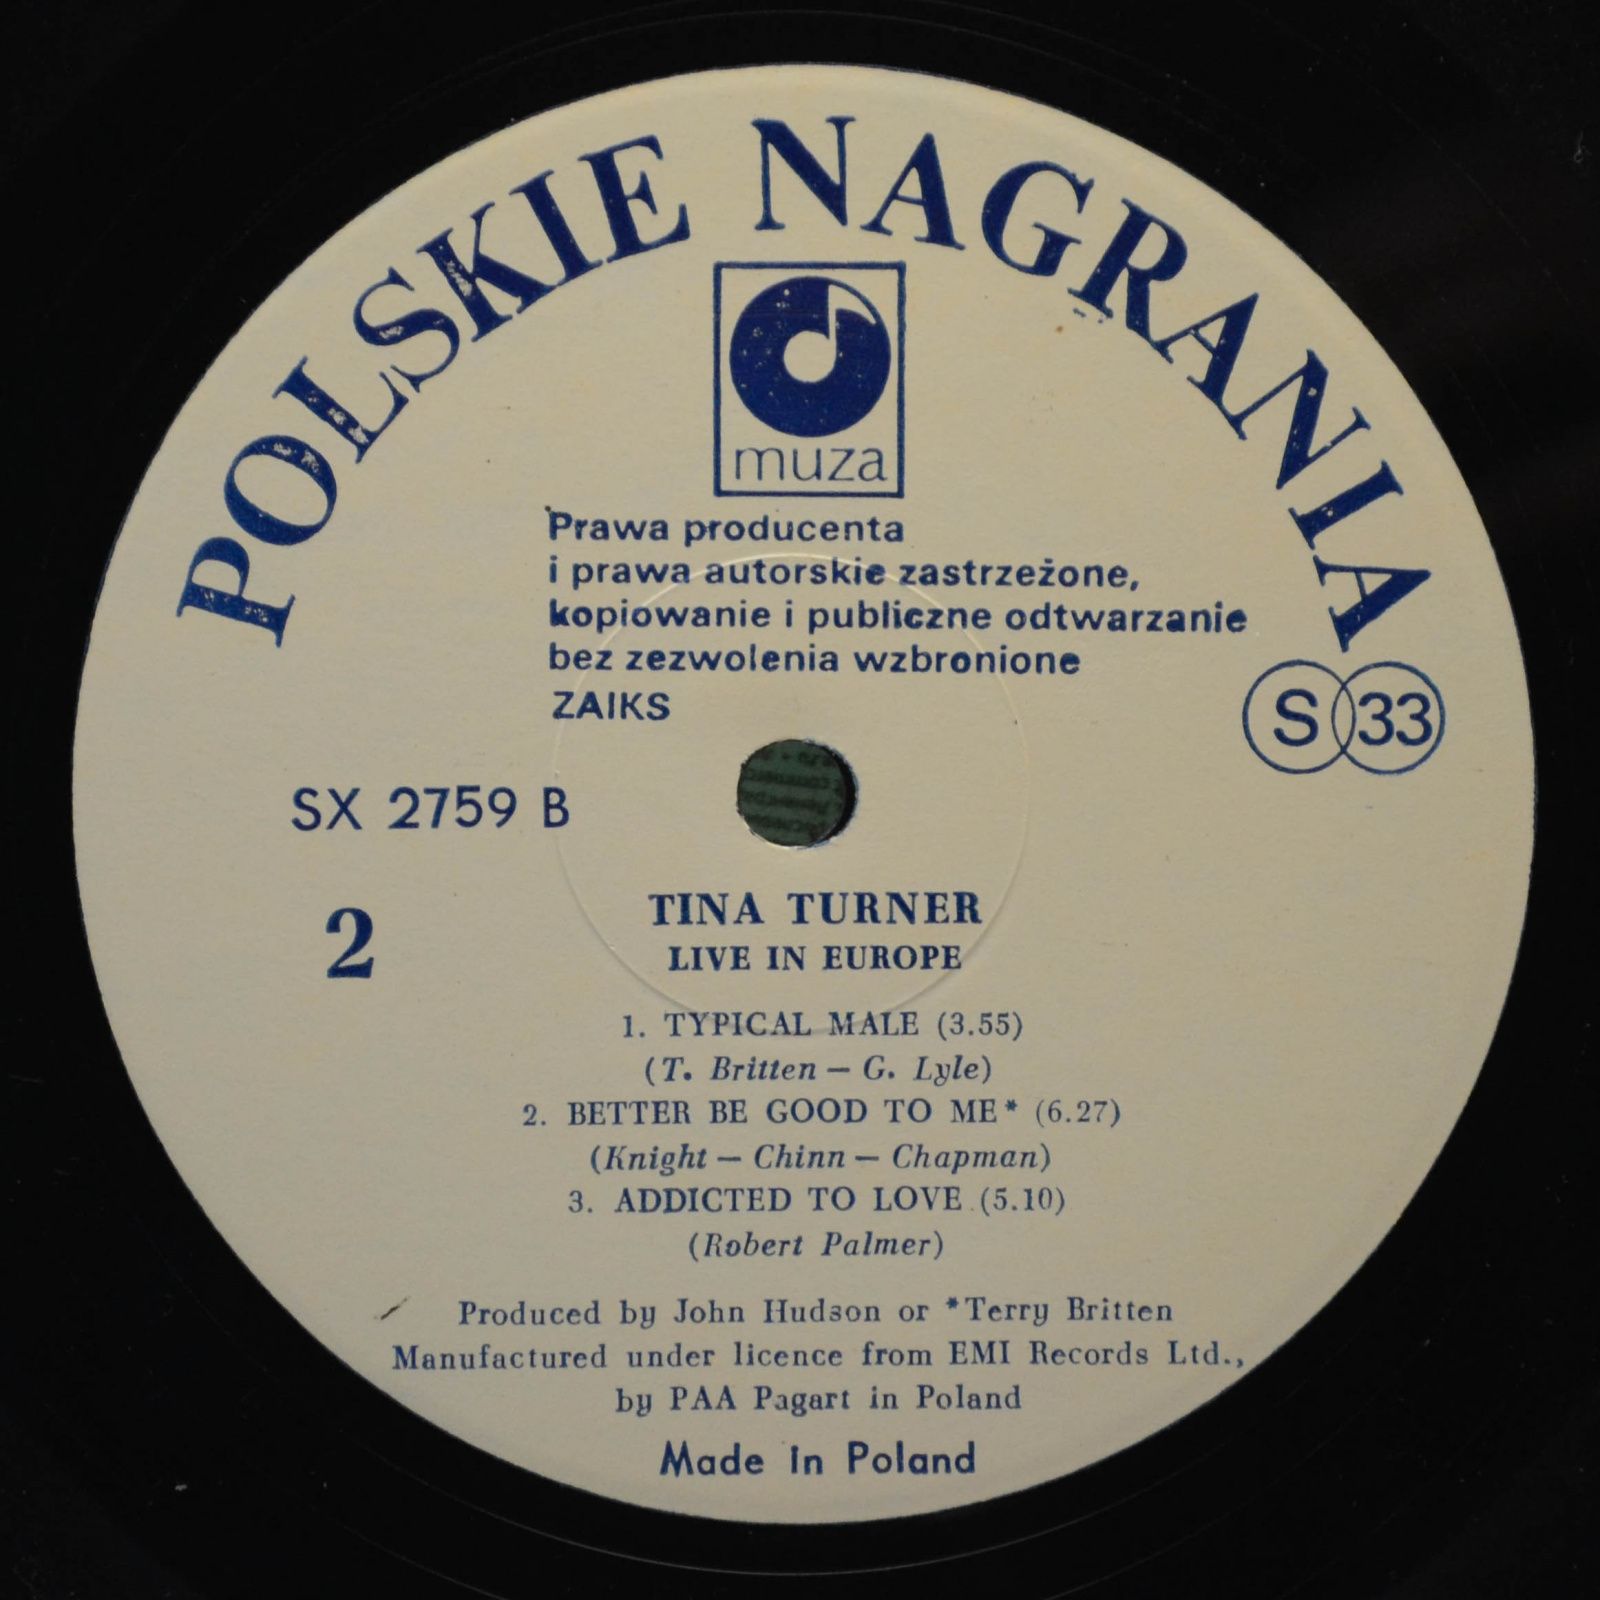 POLSKIE NAGRANIA
muza
Prawa producenta
i prawa autorskie zastrzeżone,
kopiowanie i publiczne odtwarzanie
bez zezwolenia wzbronione
ZAIKS
S 33
SX 2759 B
2
TINA TURNER
LIVE IN EUROPE
1. TYPICAL MALE (3.55)
(T. Britten — G. Lyle)
2. BETTER BE GOOD TO ME* (6.27)
(Knight — Chinn — Chapman)
3. ADDICTED TO LOVE (5.10)
(Robert Palmer)
Produced by John Hudson or *Terry Britten
Manufactured under licence from EMI Records Ltd.,
by PAA Pagart in Poland
Made in Poland